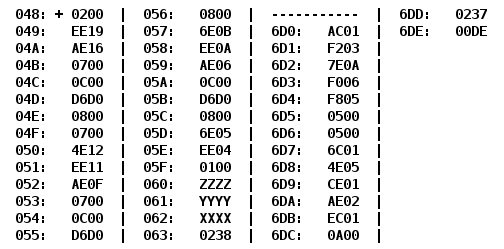 048: + 0200 | 056: 0800 | ----------- | 6DD: 0237
049: EE19 | 057: 6E0B | 6D0: AC01 | 6DE: 00DE
04A: AE16 | 058: EE0A | 6D1: F203 |
04B: 0700 | 059: AE06 | 6D2: 7E0A |
04C: 0C00 | 05A: 0C00 | 6D3: F006 |
04D: D6D0 | 05B: D6D0 | 6D4: F805 |
04E: 0800 | 05C: 0800 | 6D5: 0500 |
04F: 0700 | 05D: 6E05 | 6D6: 0500 |
050: 4E12 | 05E: EE04 | 6D7: 6C01 |
051: EE11 | 05F: 0100 | 6D8: 4E05 |
052: AE0F | 060: ZZZZ | 6D9: CE01 |
053: 0700 | 061: YYYY | 6DA: AE02 |
054: 0C00 | 062: XXXX | 6DB: EC01 |
055: D6D0 | 063: 0238 | 6DC: 0A00 |